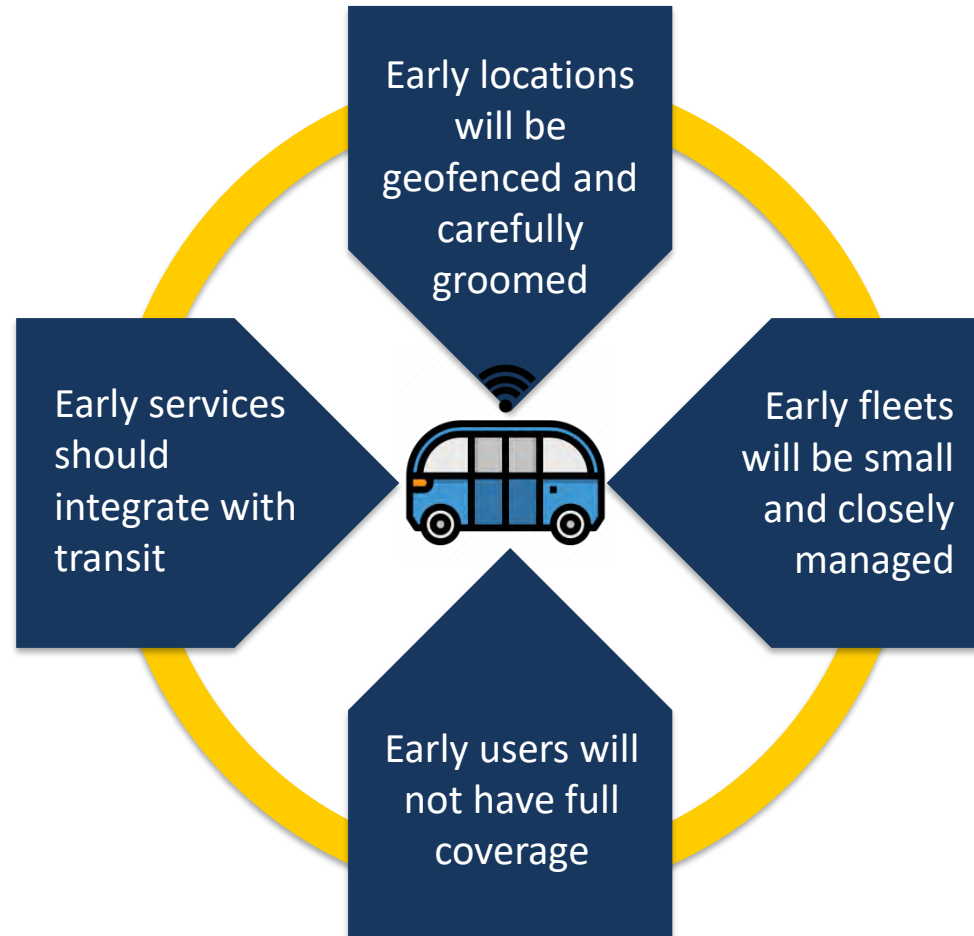 Early locations
will be
geofenced and
carefully
groomed
Early services
should
integrate with
transit
Early fleets
will be small
and closely
managed
Early users will
not have full
coverage